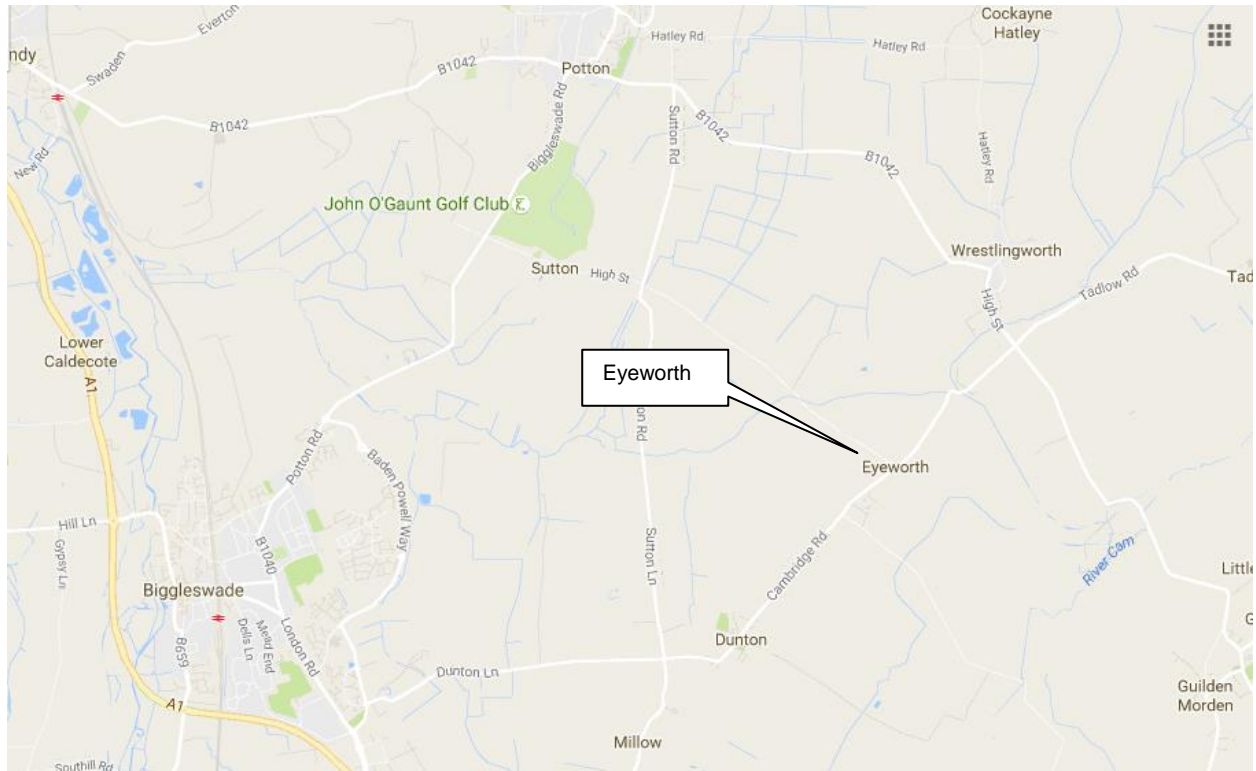 Cockayne
Hatley
Everton
Hatley Rd
Hatley Rd
ndy
Swaden
B1042
Potton
B1042
Biggleswade Rd
Sutton Rd
B1042
B1042
Hatley Rd
New Rd
John O'Gaunt Golf Club
Wrestlingworth
Sutton
High St
Tadlow Rd
Tad
High St
Lower
Caldecote
A1
Eyeworth
on Rd
Potton Rd
Baden Powell Way
Eyeworth
Hill Ln
Gypsy Ln
B1040
Sutton Ln
Cambridge Rd
River Cam
Little
Biggleswade
G
B659
Dells Ln
Mead End
London Rd
Dunton
Dunton Ln
Guilden
Morden
A1
Millow
Southill Rd